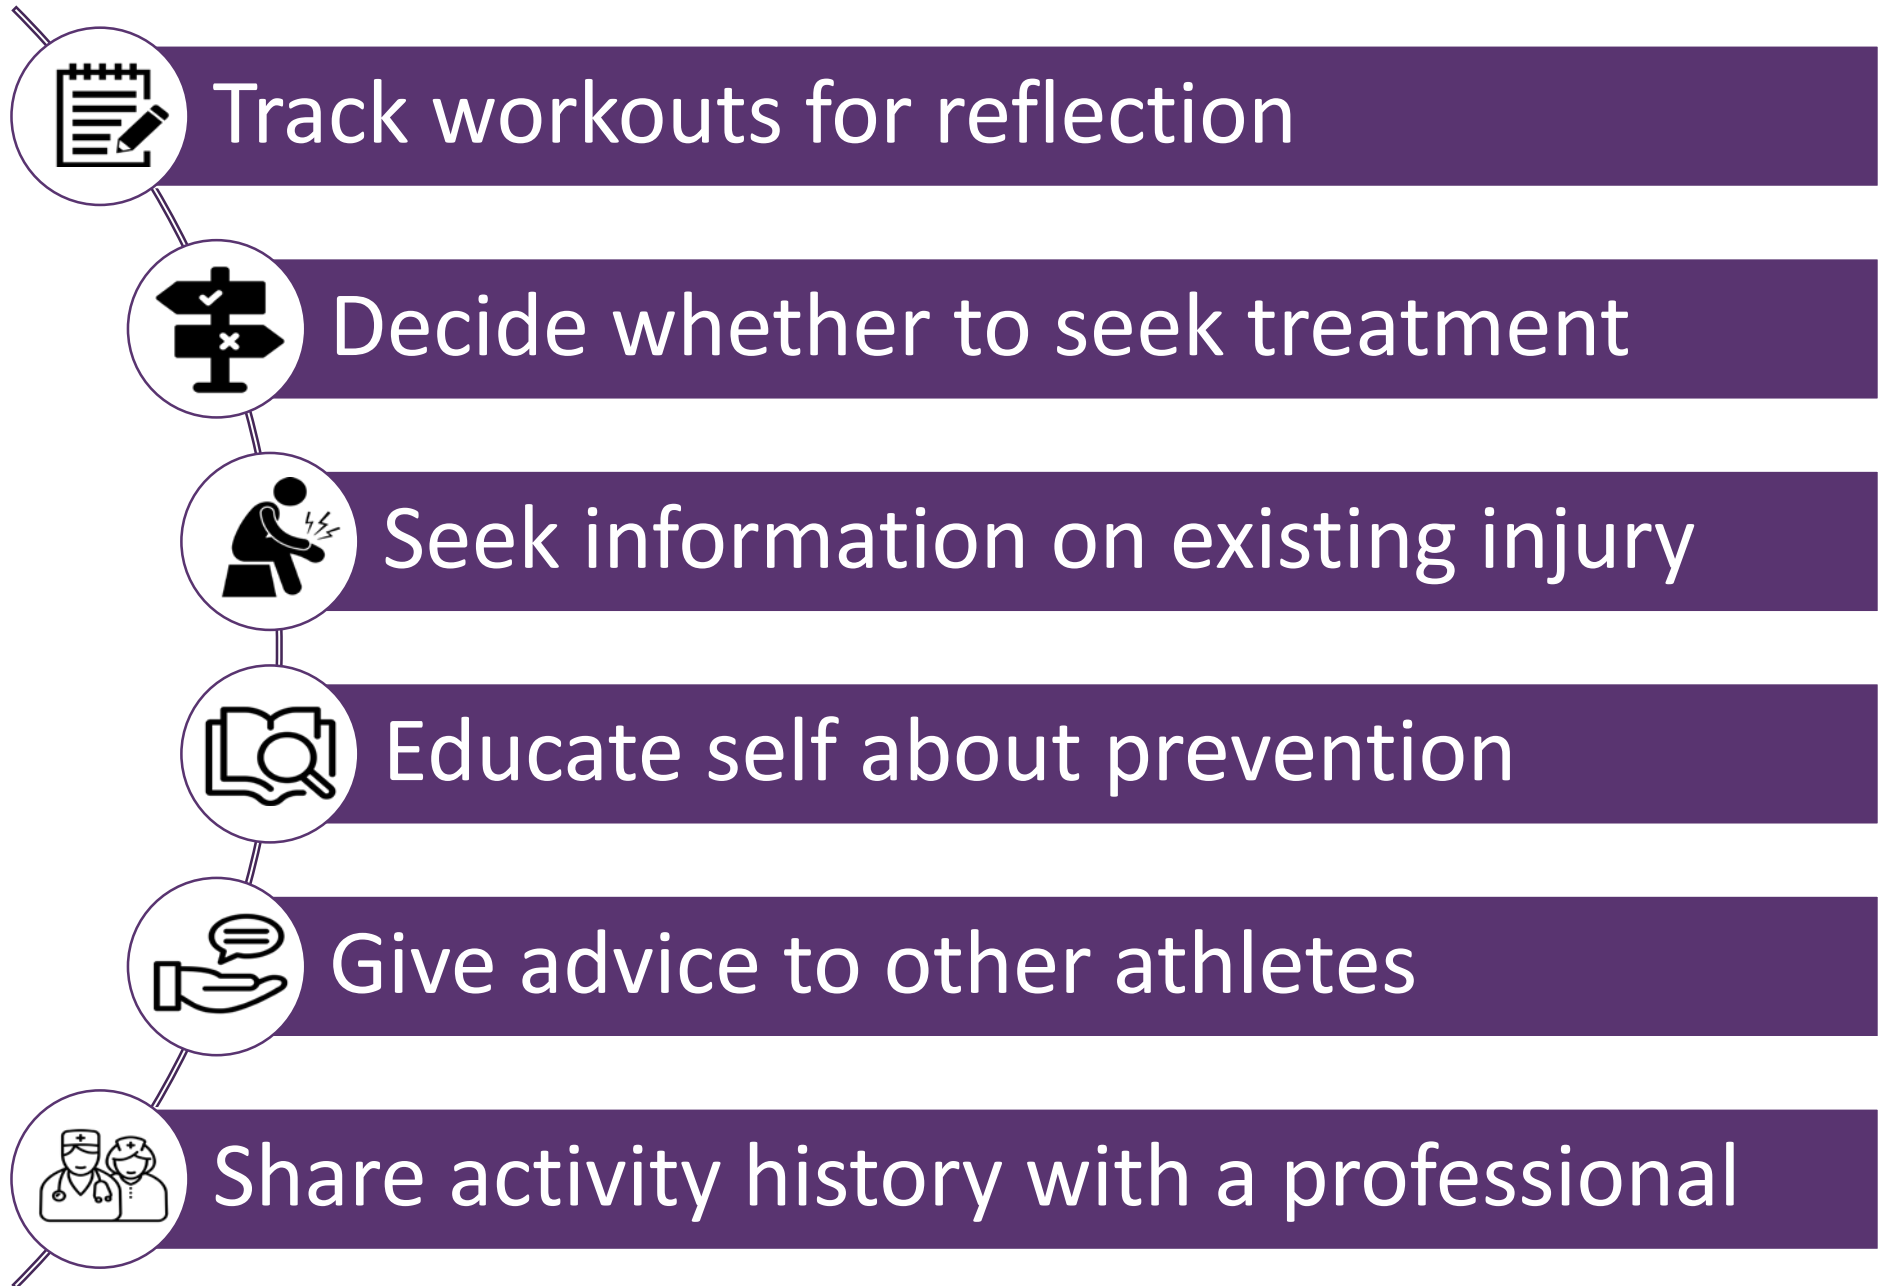 Track workouts for reflection
Decide whether to seek treatment
Seek information on existing injury
Educate self about prevention
Give advice to other athletes
Share activity history with a professional